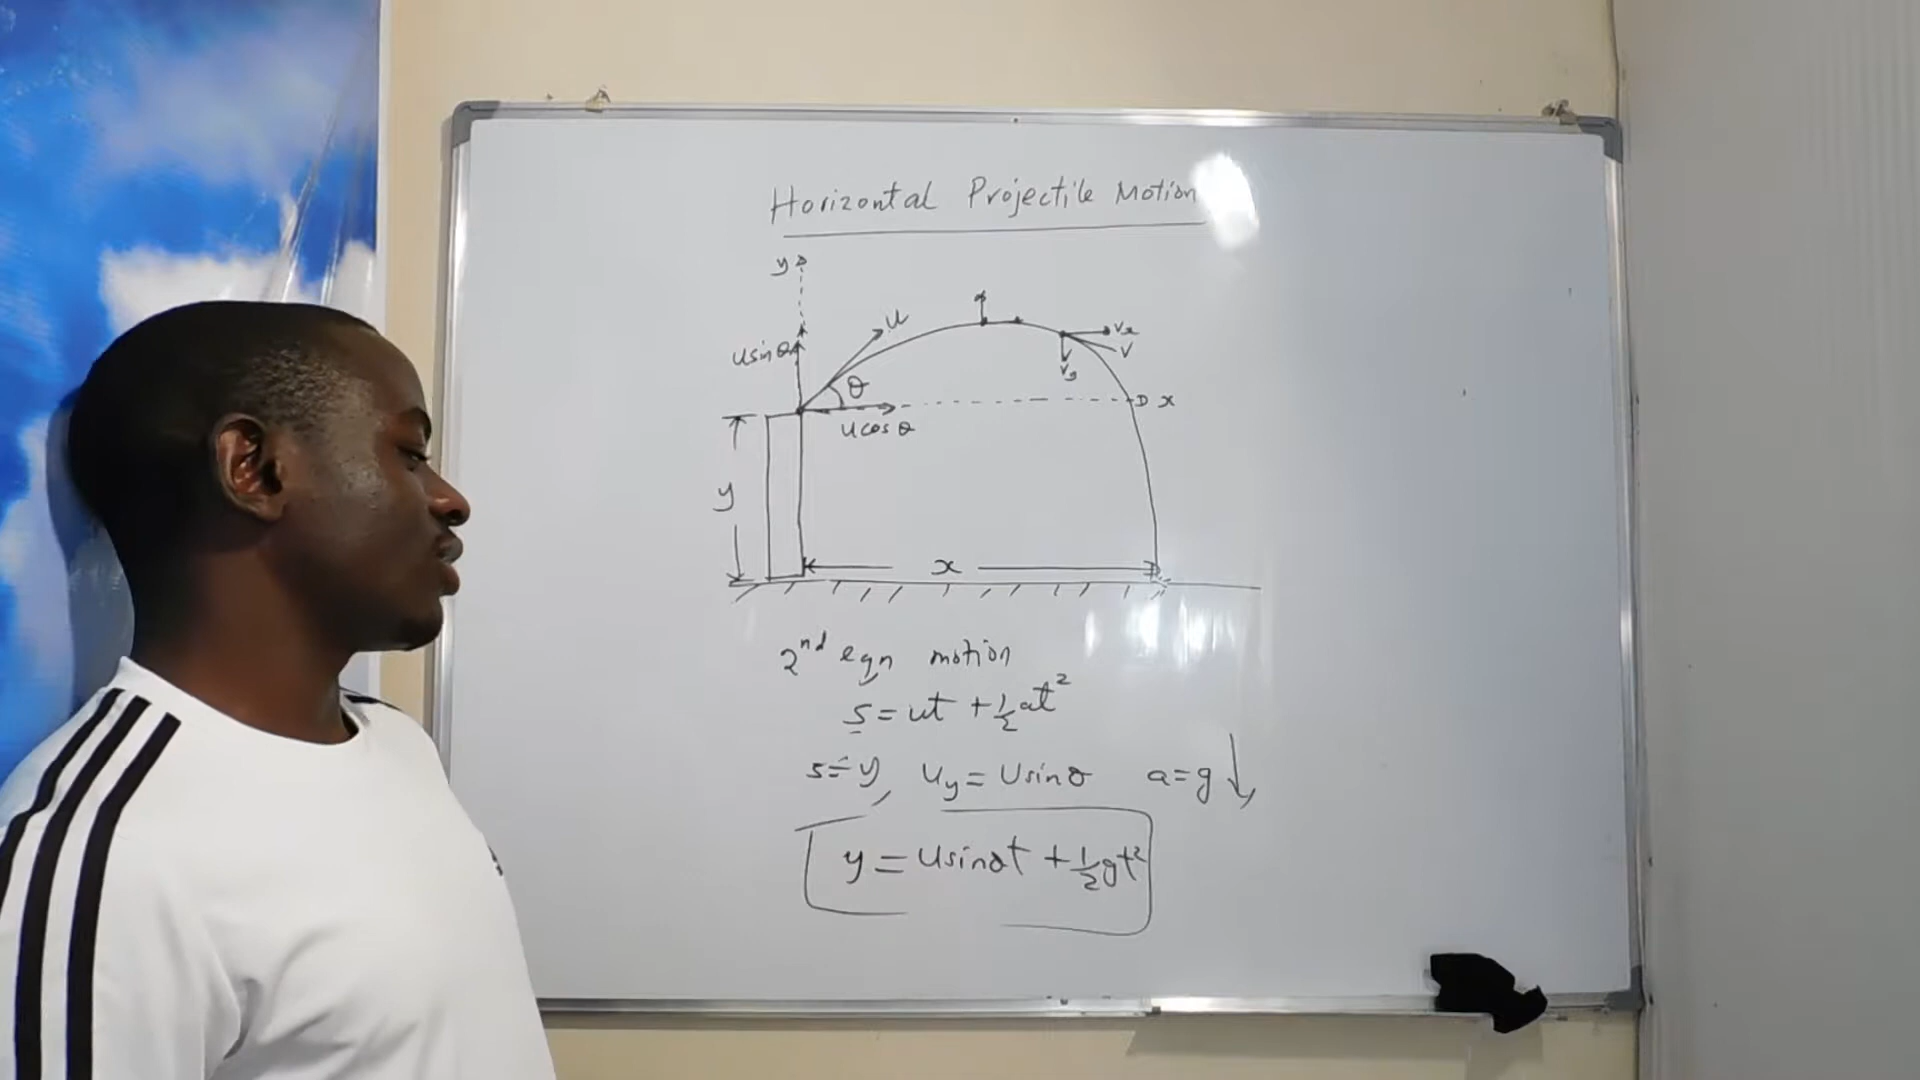 Horizontal Projectile Motion
y
u
usinθ
θ
ucosθ
Vx
V
Vy
x
y
x
2nd eqn motion
s = ut + ½at²
s = y, Uy = Usinθ a = g ↓
y = Usinθt + ½gt²